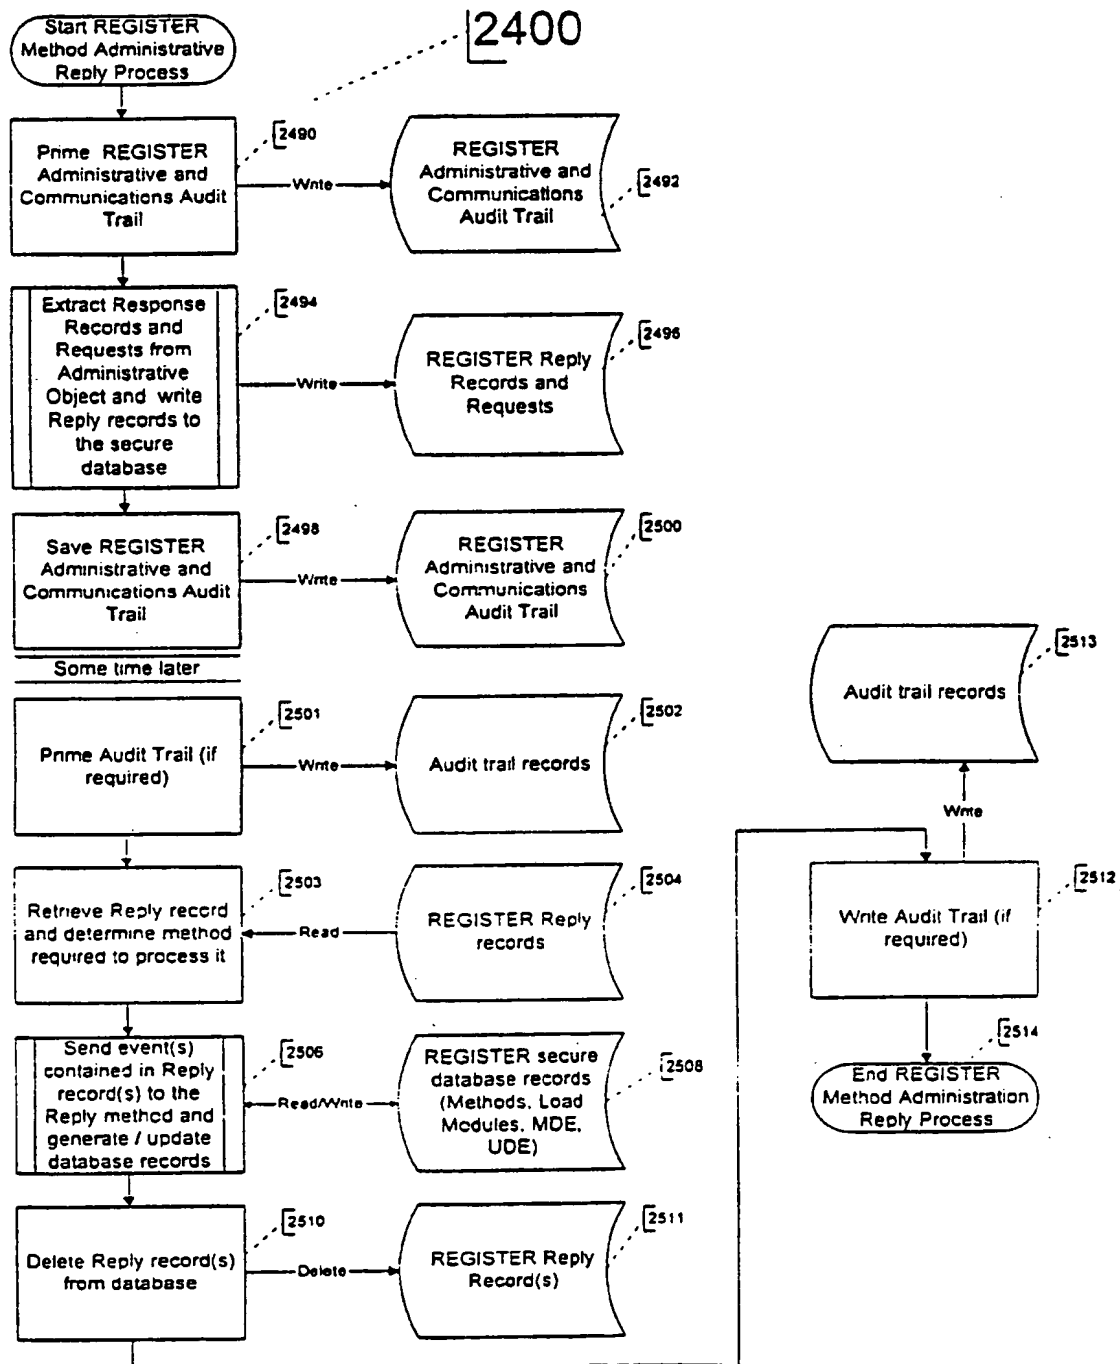 Start REGISTER
Method Administrative
Reply Process
2400
Prime REGISTER
Administrative and
Communications Audit
Trail
2490
Write
REGISTER
Administrative and
Communications
Audit Trail
2492
Extract Response
Records and
Requests from
Administrative
Object and write
Reply records to
the secure
database
2494
Write
REGISTER Reply
Records and
Requests
2496
Save REGISTER
Administrative and
Communications Audit
Trail
2498
Write
REGISTER
Administrative and
Communications
Audit Trail
2500
Some time later
Prime Audit Trail (if
required)
2501
Write
Audit trail records
2502
Retrieve Reply record
and determine method
required to process it
2503
Read
REGISTER Reply
records
2504
Send event(s)
contained in Reply
record(s) to the
Reply method and
generate / update
database records
2506
Read/Write
REGISTER secure
database records
(Methods, Load
Modules, MDE,
UDE)
2508
Delete Reply record(s)
from database
2510
Delete
REGISTER Reply
Record(s)
2511
Audit trail records
2513
Write
Write Audit Trail (if
required)
2512
2514
End REGISTER
Method Administration
Reply Process